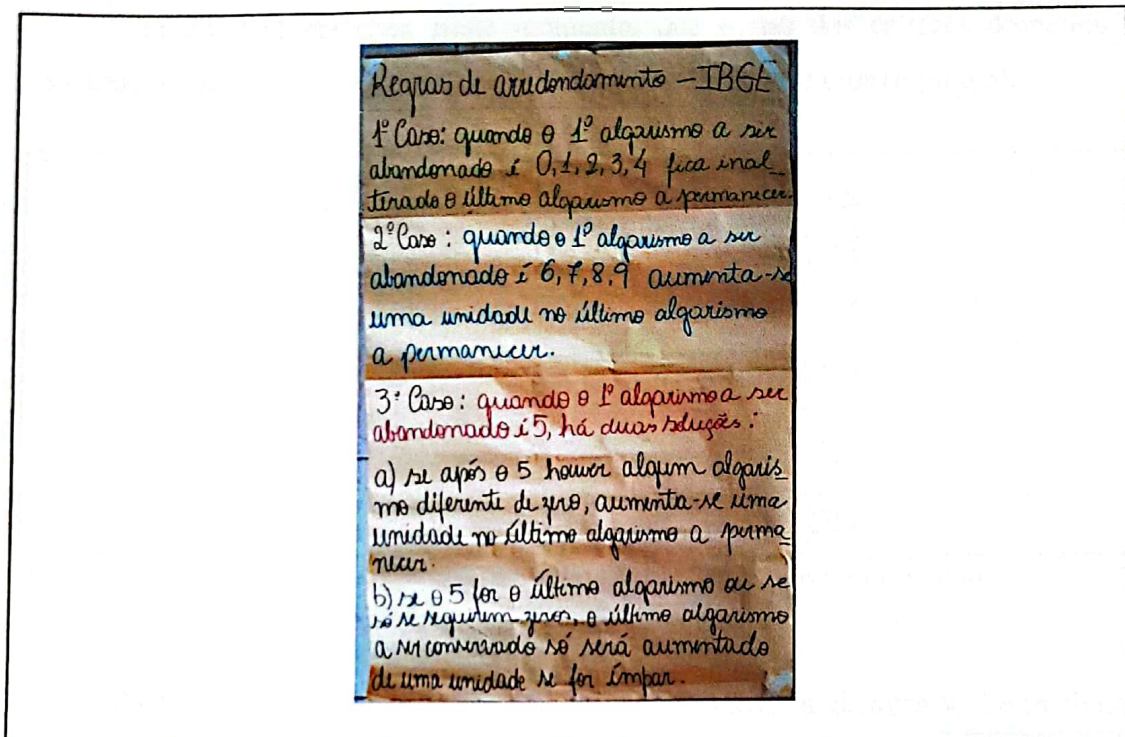 Regras de arredondamento - IBGE
1º Caso: quando o 1º algarismo a ser
abandonado é 0,1,2,3,4 fica inal_
terado o último algarismo a permanecer.
2º Caso: quando o 1º algarismo a ser
abandonado é 6,7,8,9 aumenta-se
uma unidade no último algarismo
a permanecer.
3º Caso: quando o 1º algarismo a ser
abandonado é 5, há duas soluções:
a) se após o 5 houver algum algaris_
mo diferente de zero, aumenta-se uma
unidade no último algarismo a perma_
necer.
b) se o 5 for o último algarismo ou se
só se seguirem zeros, o último algarismo
a ser conservado só será aumentado
de uma unidade se for ímpar.